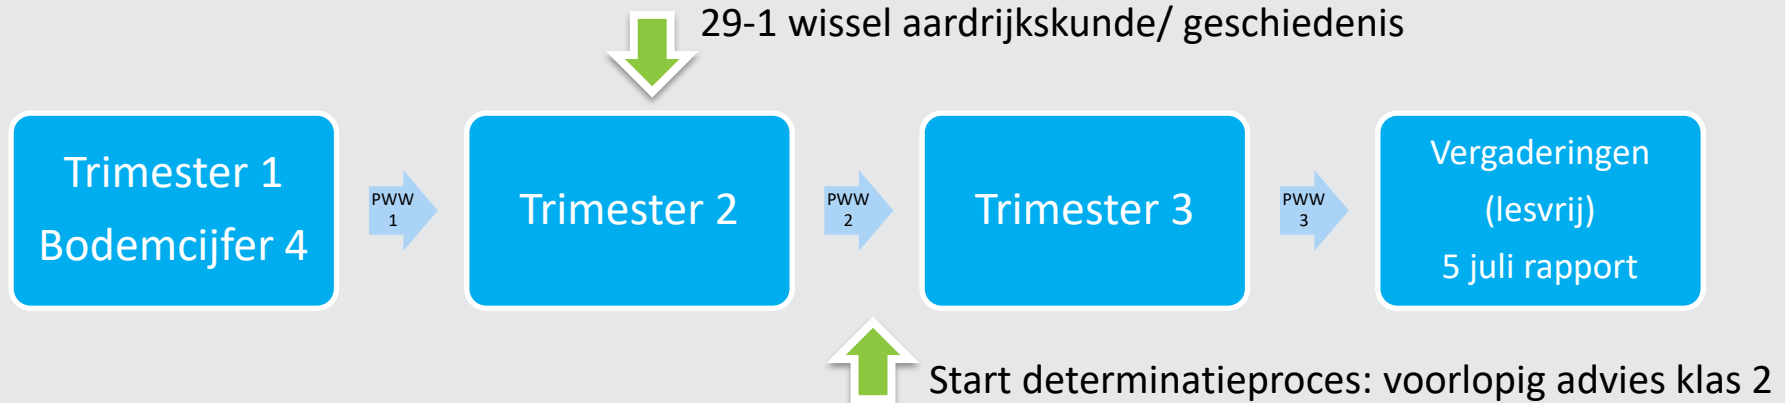 29-1 wissel aardrijkskunde/ geschiedenis
Trimester 1
Bodemcijfer 4
PWW
1
Trimester 2
PWW
2
Trimester 3
PWW
3
Vergaderingen
(lesvrij)
5 juli rapport
Start determinatieproces: voorlopig advies klas 2